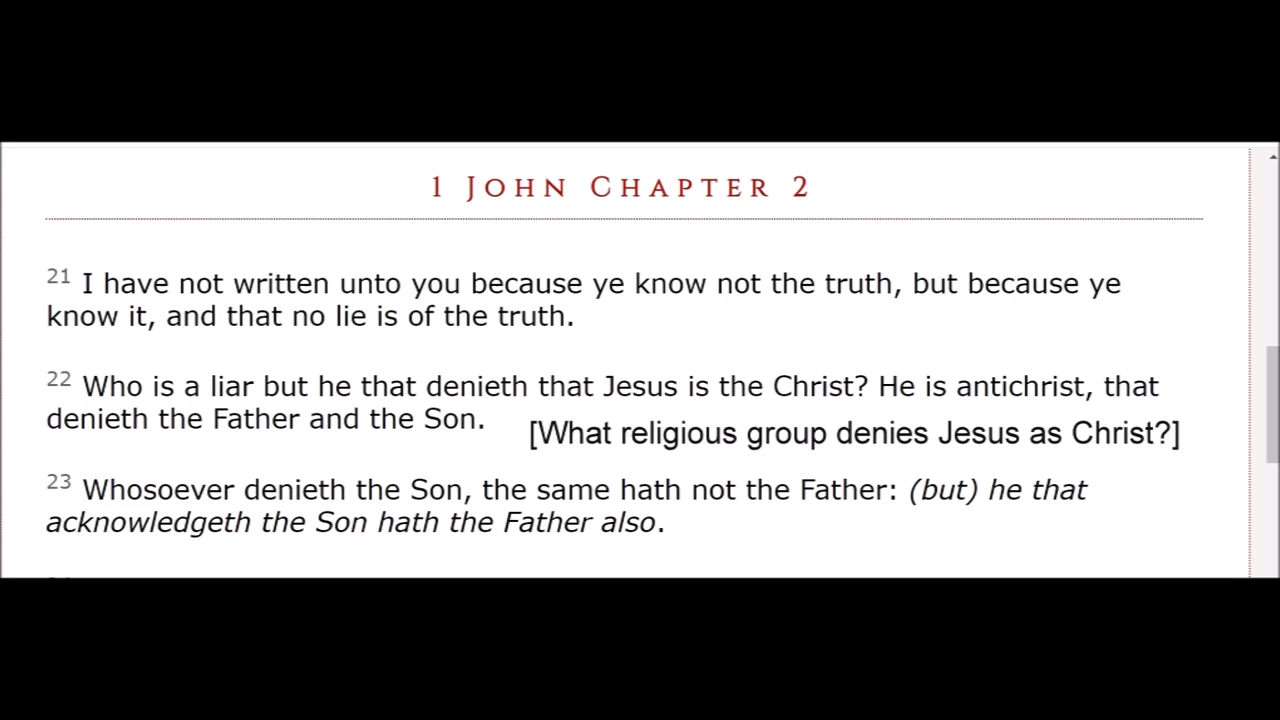 1 John Chapter 2
21 I have not written unto you because ye know not the truth, but because ye
know it, and that no lie is of the truth.
22 Who is a liar but he that denieth that Jesus is the Christ? He is antichrist, that
denieth the Father and the Son.
[What religious group denies Jesus as Christ?]
23 Whosoever denieth the Son, the same hath not the Father: (but) he that
acknowledgeth the Son hath the Father also.